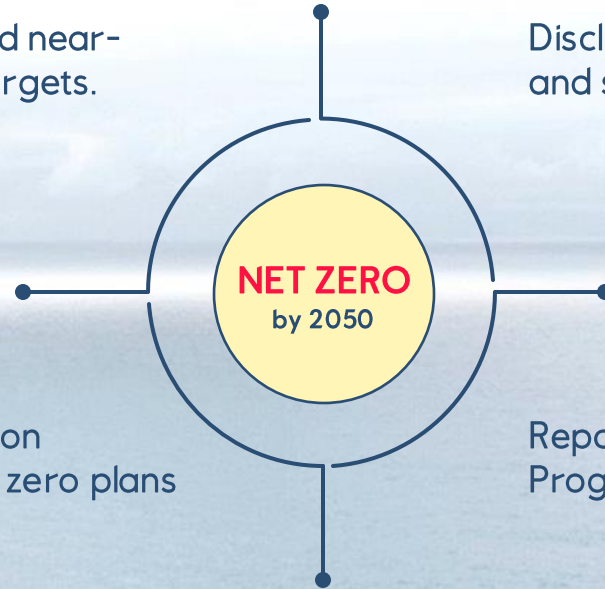 d near-
rgets.
Discl
and s
NET ZERO
by 2050
on
zero plans
Repo
Prog